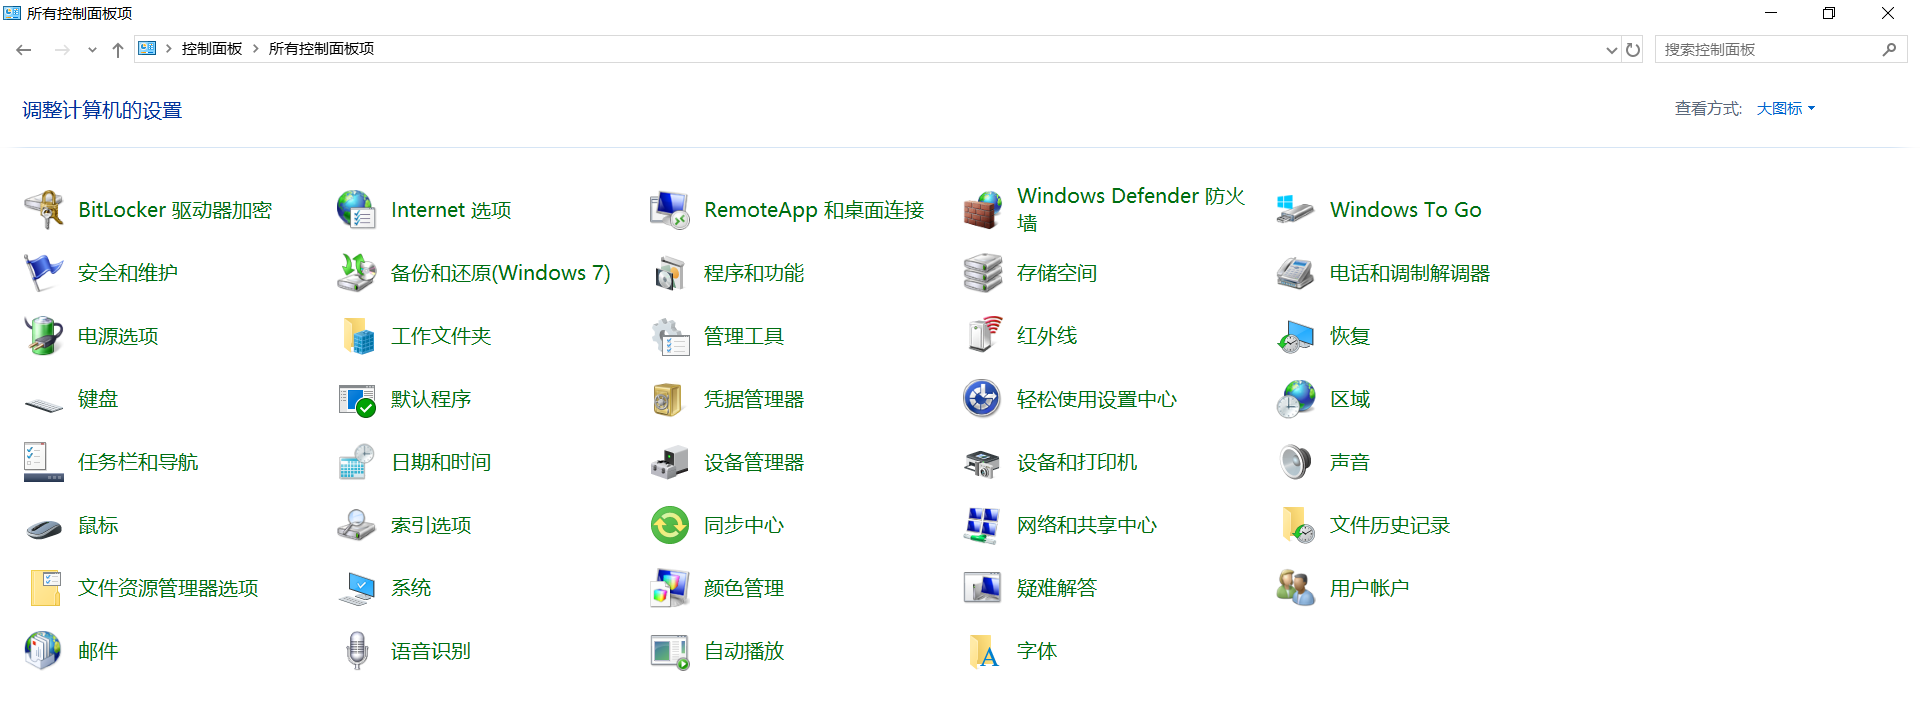 所有控制面板项
控制面板 所有控制面板项
搜索控制面板
调整计算机的设置
查看方式: 大图标
BitLocker 驱动器加密
Internet 选项
RemoteApp 和桌面连接
Windows Defender 防火
墙
Windows To Go
安全和维护
备份和还原(Windows 7)
程序和功能
存储空间
电话和调制解调器
电源选项
工作文件夹
管理工具
红外线
恢复
键盘
默认程序
凭据管理器
轻松使用设置中心
区域
任务栏和导航
日期和时间
设备管理器
设备和打印机
声音
鼠标
索引选项
同步中心
网络和共享中心
文件历史记录
文件资源管理器选项
系统
颜色管理
疑难解答
用户帐户
邮件
语音识别
自动播放
字体